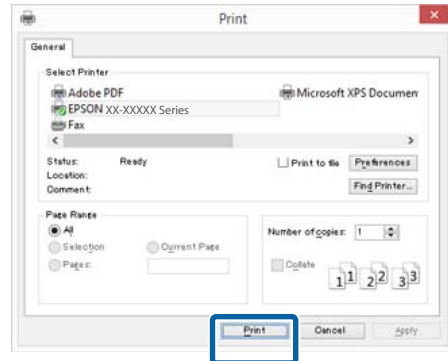 Print
General
Select Printer
Adobe PDF
Microsoft XPS Documen
EPSON XX-XXXXX Series
Fax
Status: Ready
Print to file
Preferences
Location:
Comment:
Find Printer...
Page Range
All
Selection
Current Page
Pages:
Number of copies: 1
Collate
1 1 2 2 3 3
Print
Cancel
Apply